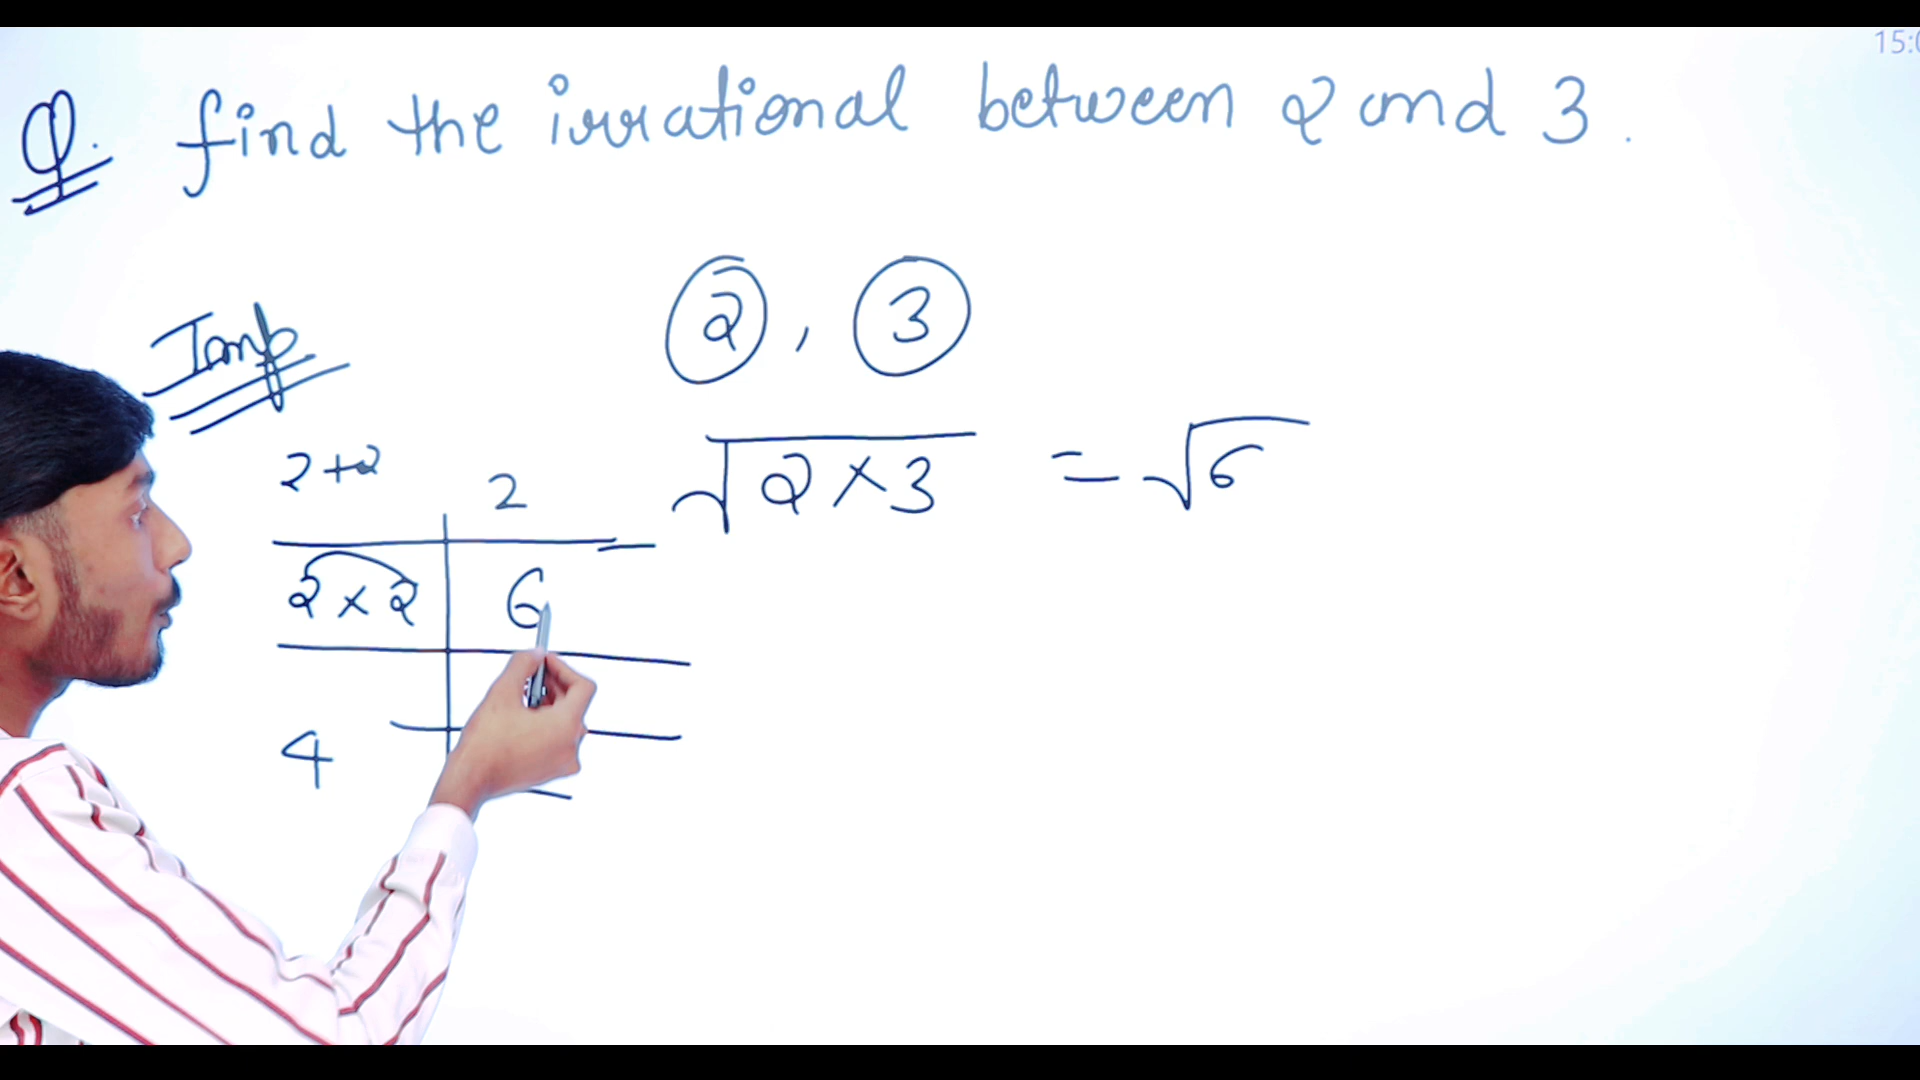 15:0
Q. find the irrational between 2 and 3.
2, 3
Imp
√2×3 = √6
2+2 2
2×2 6
4